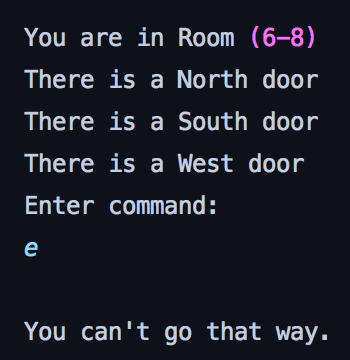 You are in Room (6-8)
There is a North door
There is a South door
There is a West door
Enter command:
e
You can't go that way.